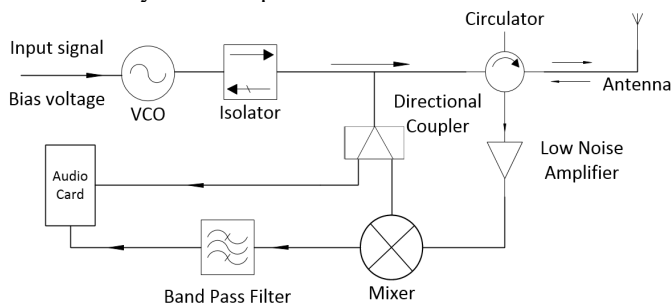 Circulator
Input signal
Bias voltage
VCO
Isolator
Directional
Coupler
Antenna
Low Noise
Amplifier
Audio
Card
Band Pass Filter
Mixer